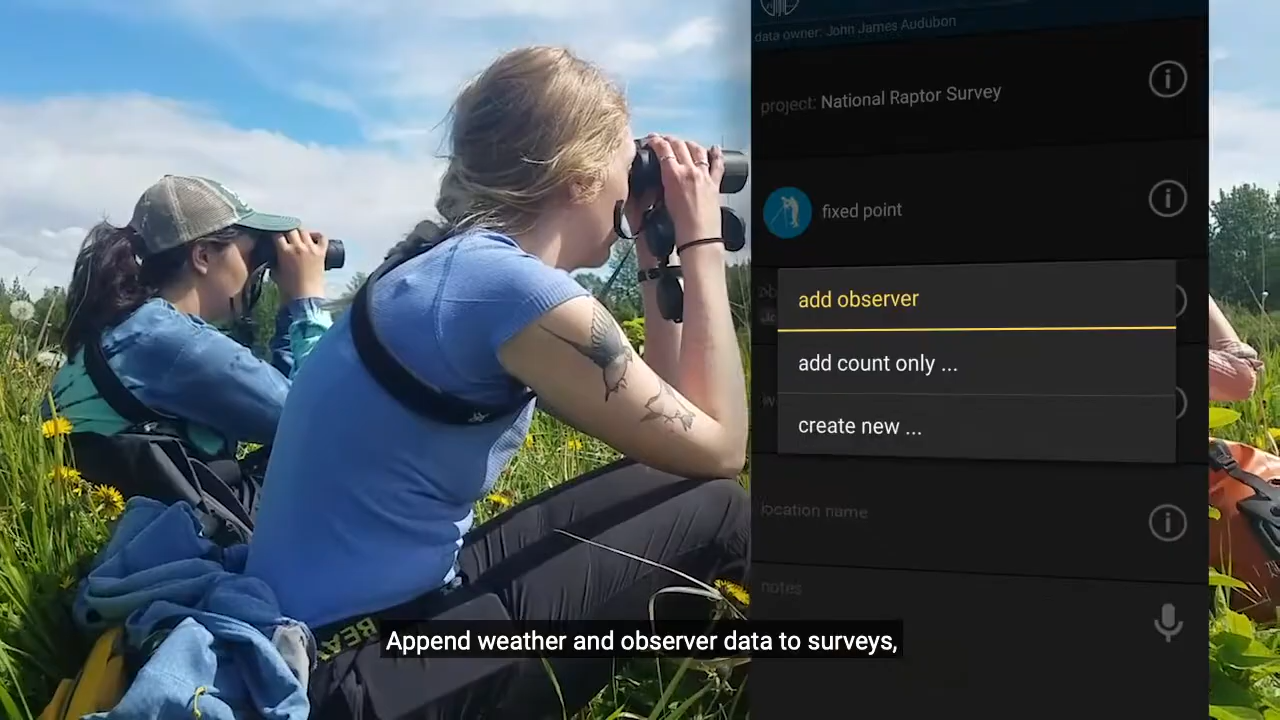 data owner: John James Audubon
project: National Raptor Survey
fixed point
add observer
add count only ...
create new ...
location name
notes
BEA
Append weather and observer data to surveys,